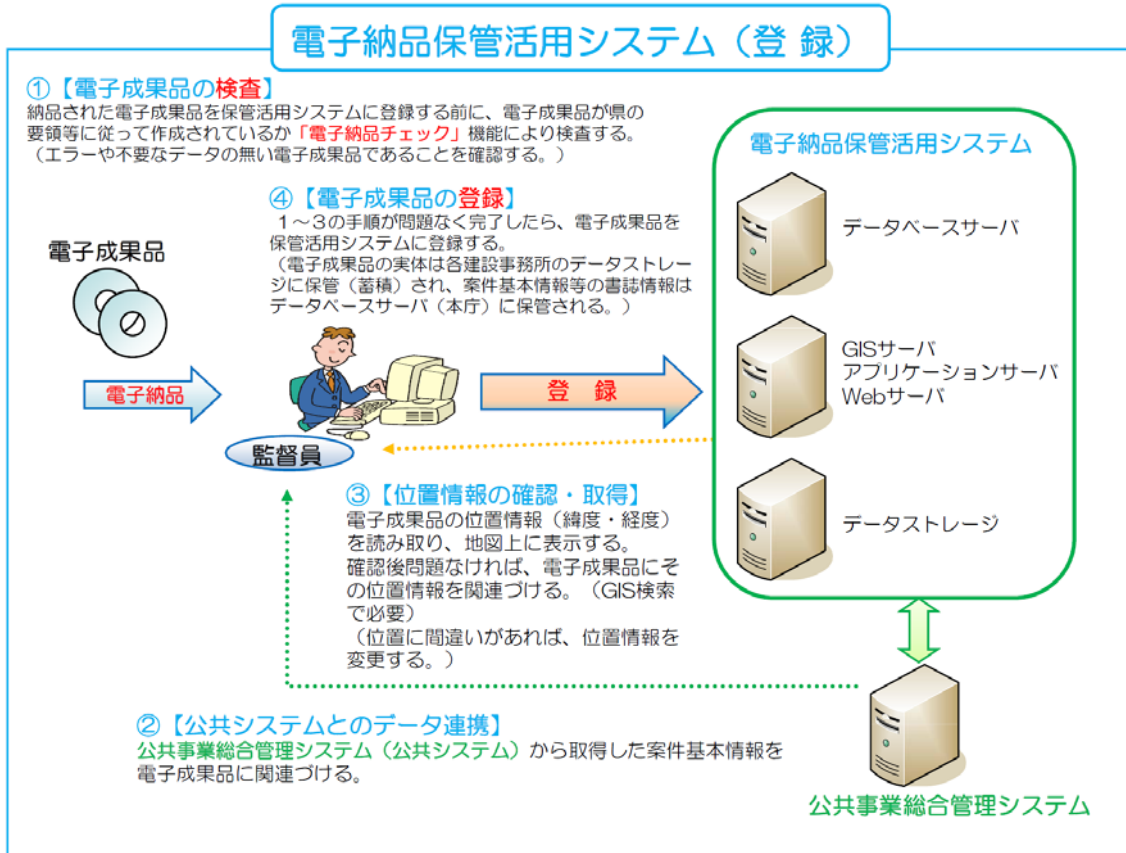 電子納品保管活用システム（登 録）
①【電子成果品の検査】
納品された電子成果品を保管活用システムに登録する前に、電子成果品が県の
要領等に従って作成されているか「電子納品チェック」機能により検査する。
（エラーや不要なデータの無い電子成果品であることを確認する。）
④【電子成果品の登録】
１～３の手順が問題なく完了したら、電子成果品を
保管活用システムに登録する。
（電子成果品の実体は各建設事務所のデータストレー
ジに保管（蓄積）され、案件基本情報等の書誌情報は
データベースサーバ（本庁）に保管される。）
電子成果品
電子納品
監督員
登 録
電子納品保管活用システム
データベースサーバ
GISサーバ
アプリケーションサーバ
Webサーバ
データストレージ
③【位置情報の確認・取得】
電子成果品の位置情報（緯度・経度）
を読み取り、地図上に表示する。
確認後問題なければ、電子成果品にそ
の位置情報を関連づける。（GIS検索
で必要）
（位置に間違いがあれば、位置情報を
変更する。）
②【公共システムとのデータ連携】
公共事業総合管理システム（公共システム）から取得した案件基本情報を
電子成果品に関連づける。
公共事業総合管理システム